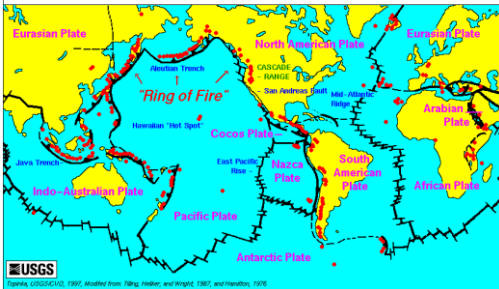 Eurasian Plate
North American Plate
Eurasian Plate
Aleutian Trench
CASCADE
RANGE
"Ring of Fire"
San Andreas Fault
Mid-Atlantic
Ridge
Arabian
Plate
Hawaiian "Hot Spot"
Cocos Plate
Java Trench
East Pacific
Rise
Nazca
Plate
South
American
Plate
Indo-Australian Plate
African Plate
Pacific Plate
Antarctic Plate
USGS
Topinka, USGS/CVO, 1997, Modified from: Tilling, Heliker, and Wright, 1987, and Hamilton, 1976